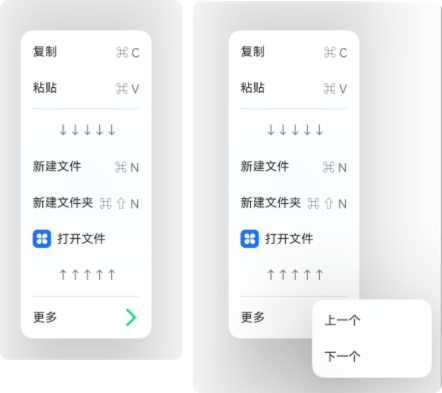 复制 ⌘ C
粘贴 ⌘ V
↓↓↓↓↓
新建文件 ⌘ N
新建文件夹 ⌘ ⇧ N
打开文件
↑↑↑↑↑
更多
复制 ⌘ C
粘贴 ⌘ V
↓↓↓↓↓
新建文件 ⌘ N
新建文件夹 ⌘ ⇧ N
打开文件
↑↑↑↑↑
更多
上一个
下一个